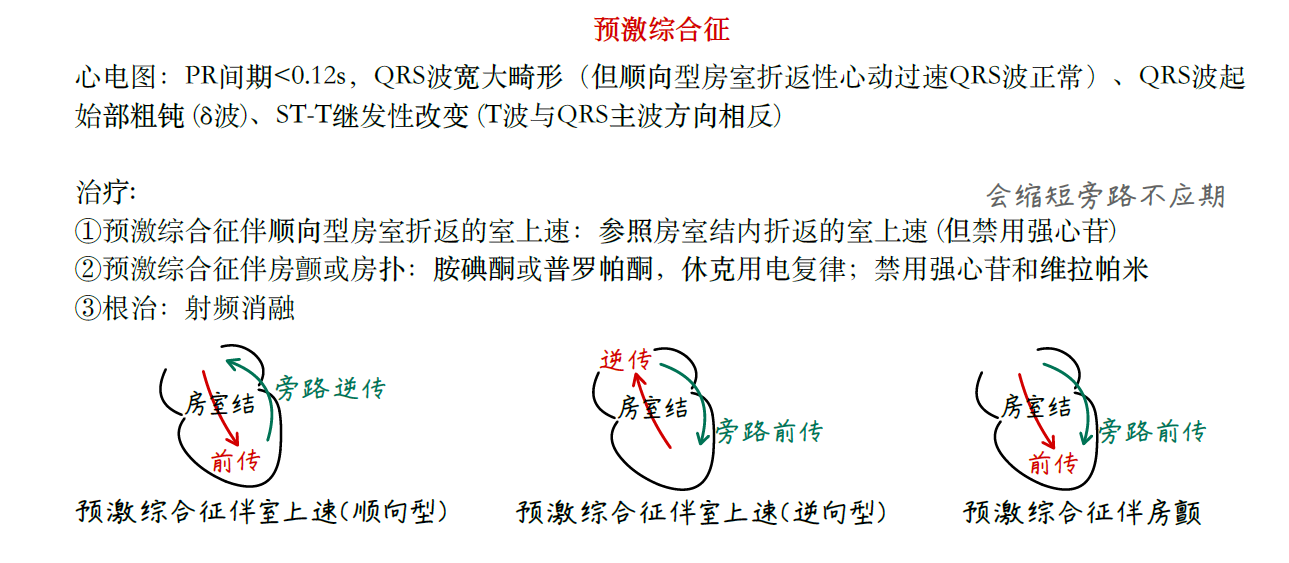 预激综合征
心电图：PR间期<0.12s，QRS波宽大畸形（但顺向型房室折返性心动过速QRS波正常）、QRS波起
始部粗钝(δ波)、ST-T继发性改变(T波与QRS主波方向相反)
治疗:
会缩短旁路不应期
①预激综合征伴顺向型房室折返的室上速：参照房室结内折返的室上速(但禁用强心苷)
②预激综合征伴房颤或房扑：胺碘酮或普罗帕酮，休克用电复律；禁用强心苷和维拉帕米
③根治：射频消融
旁路逆传
房室结
前传
预激综合征伴室上速(顺向型)
逆传
房室结
旁路前传
预激综合征伴室上速(逆向型)
房室结
旁路前传
前传
预激综合征伴房颤